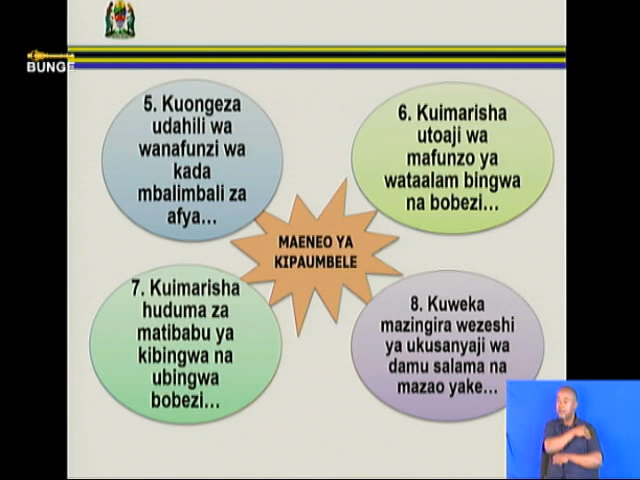 BUNGE
5. Kuongeza
udahili wa
wanafunzi wa
kada
mbalimbali za
afya...
6. Kuimarisha
utoaji wa
mafunzo ya
wataalam bingwa
na bobezi...
MAENEO YA
KIPAUMBELE
7. Kuimarisha
huduma za
matibabu ya
kibingwa na
ubingwa
bobezi...
8. Kuweka
mazingira wezeshi
ya ukusanyaji wa
damu salama na
mazao yake...